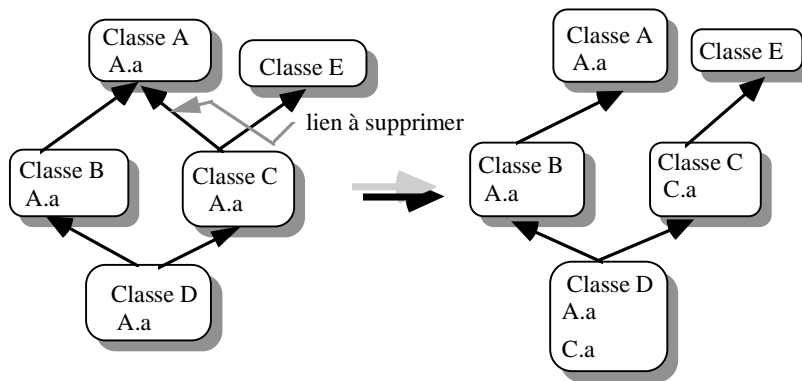 Classe A
A.a
Classe E
lien à supprimer
Classe B
A.a
Classe C
A.a
Classe D
A.a
Classe A
A.a
Classe E
Classe B
A.a
Classe C
C.a
Classe D
A.a
C.a